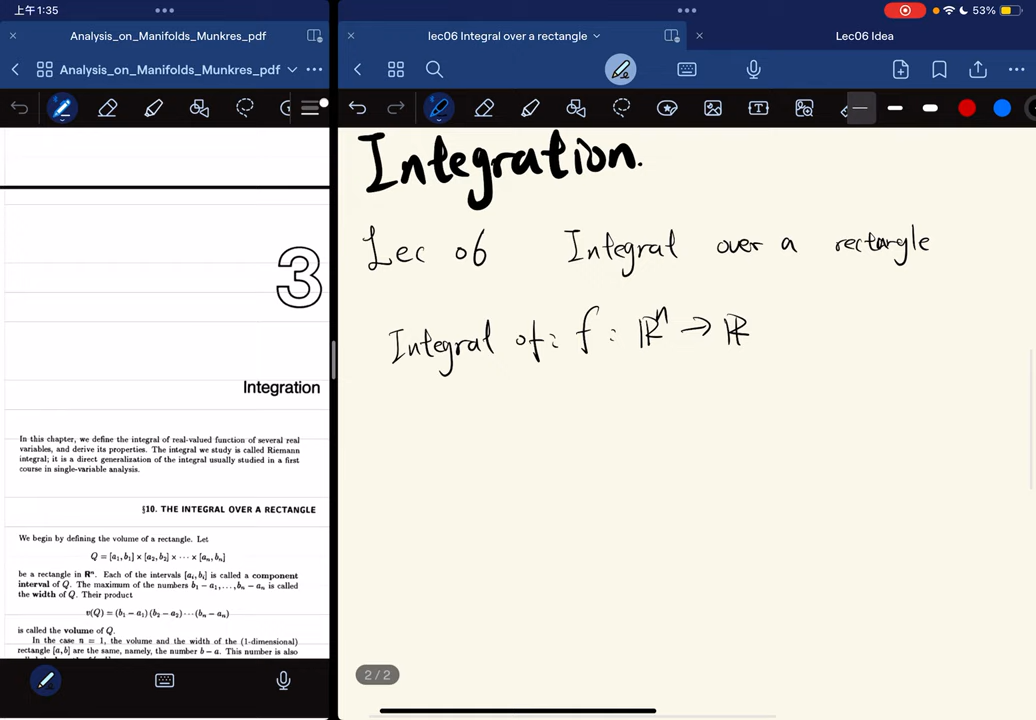 上午1:35
53%
Analysis_on_Manifolds_Munkres_pdf
Analysis_on_Manifolds_Munkres_pdf
3
Integration
In this chapter, we define the integral of real-valued function of several real
variables, and derive its properties. The integral we study is called Riemann
integral; it is a direct generalization of the integral usually studied in a first
course in single-variable analysis.
§10. THE INTEGRAL OVER A RECTANGLE
We begin by defining the volume of a rectangle. Let
Q = [a₁, b₁] × [a₂, b₂] × ··· × [aₙ, bₙ]
be a rectangle in Rⁿ. Each of the intervals [aᵢ, bᵢ] is called a component
interval of Q. The maximum of the numbers b₁ − a₁, . . . , bₙ − aₙ is called
the width of Q. Their product
v(Q) = (b₁ − a₁)(b₂ − a₂) ··· (bₙ − aₙ)
is called the volume of Q.
In the case n = 1, the volume and the width of the (1-dimensional)
rectangle [a, b] are the same, namely, the number b − a. This number is also
lec06 Integral over a rectangle
Lec06 Idea
Integration.
Lec 06 Integral over a rectangle
Integral of: f: ℝⁿ → ℝ
2 / 2